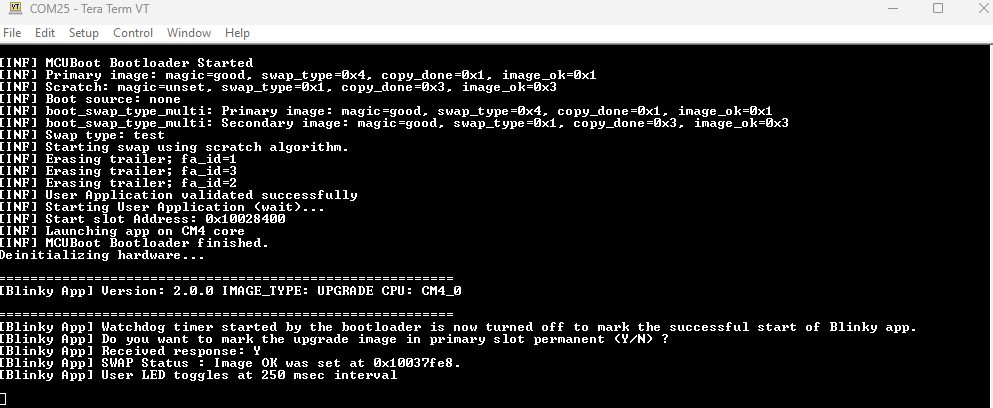 COM25 - Tera Term VT
File Edit Setup Control Window Help
[INF] MCUBoot Bootloader Started
[INF] Primary image: magic=good, swap_type=0x4, copy_done=0x1, image_ok=0x1
[INF] Scratch: magic=unset, swap_type=0x1, copy_done=0x3, image_ok=0x3
[INF] Boot source: none
[INF] boot_swap_type_multi: Primary image: magic=good, swap_type=0x4, copy_done=0x1, image_ok=0x1
[INF] boot_swap_type_multi: Secondary image: magic=good, swap_type=0x1, copy_done=0x3, image_ok=0x3
[INF] Swap type: test
[INF] Starting swap using scratch algorithm.
[INF] Erasing trailer; fa_id=1
[INF] Erasing trailer; fa_id=3
[INF] Erasing trailer; fa_id=2
[INF] User Application validated successfully
[INF] Starting User Application (wait)...
[INF] Start slot Address: 0x10028400
[INF] Launching app on CM4 core
[INF] MCUBoot Bootloader finished.
Deinitializing hardware...
=========================================================
[Blinky App] Version: 2.0.0 IMAGE_TYPE: UPGRADE CPU: CM4_0
=========================================================
[Blinky App] Watchdog timer started by the bootloader is now turned off to mark the successful start of Blinky app.
[Blinky App] Do you want to mark the upgrade image in primary slot permanent (Y/N) ?
[Blinky App] Received response: Y
[Blinky App] SWAP Status : Image OK was set at 0x10037fe8.
[Blinky App] User LED toggles at 250 msec interval